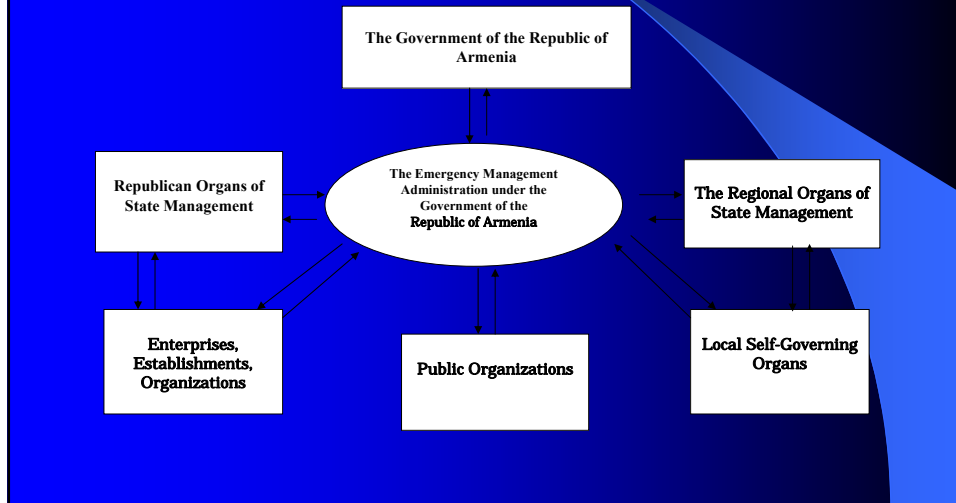 The Government of the Republic of
Armenia
The Emergency Management
Administration under the
Government of the
Republic of Armenia
Republican Organs of
State Management
The Regional Organs of
State Management
Enterprises,
Establishments,
Organizations
Public Organizations
Local Self-Governing
Organs